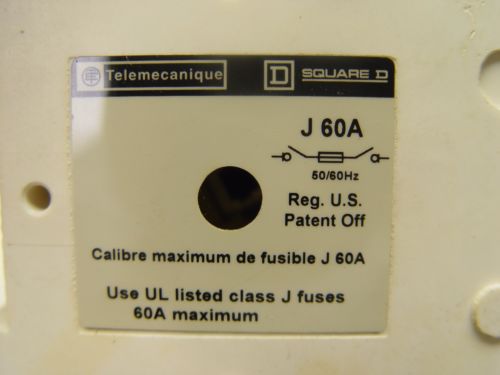 Telemecanique
D SQUARE D
J 60A
50/60Hz
Reg. U.S.
Patent Off
Calibre maximum de fusible J 60A
Use UL listed class J fuses
60A maximum